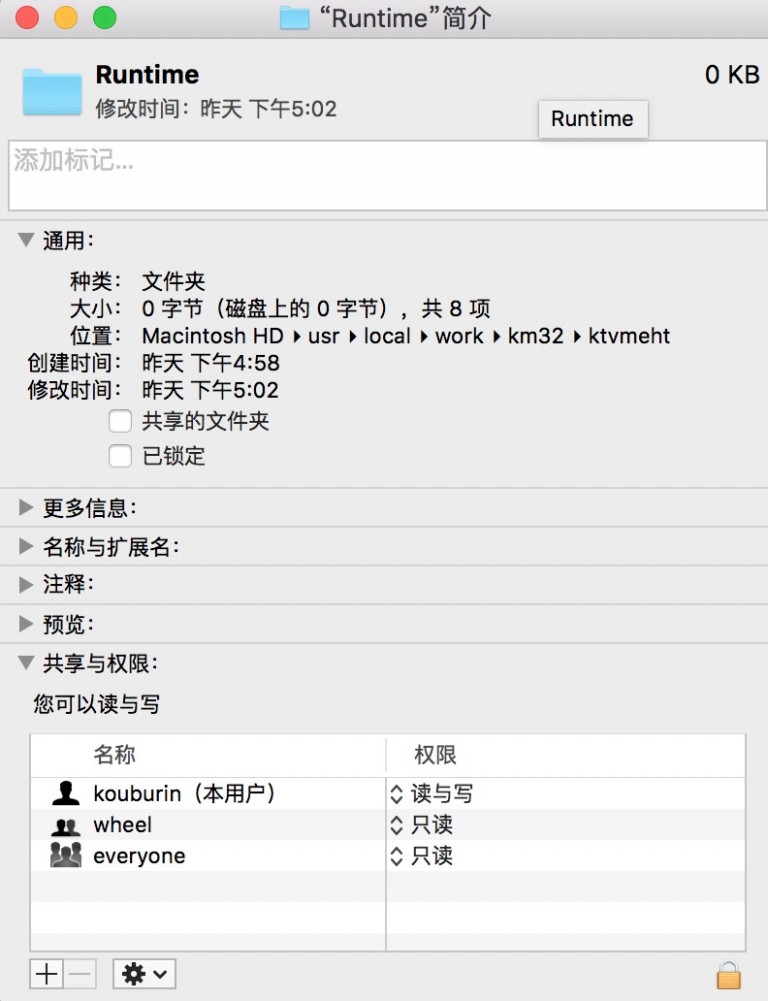 “Runtime”简介
Runtime
0 KB
修改时间：昨天 下午5:02
Runtime
添加标记...
通用：
种类： 文件夹
大小： 0 字节（磁盘上的 0 字节），共 8 项
位置： Macintosh HD ▸ usr ▸ local ▸ work ▸ km32 ▸ ktvmeht
创建时间： 昨天 下午4:58
修改时间： 昨天 下午5:02
共享的文件夹
已锁定
更多信息：
名称与扩展名：
注释：
预览：
共享与权限：
您可以读与写
名称 权限
kouburin（本用户） 读与写
wheel 只读
everyone 只读